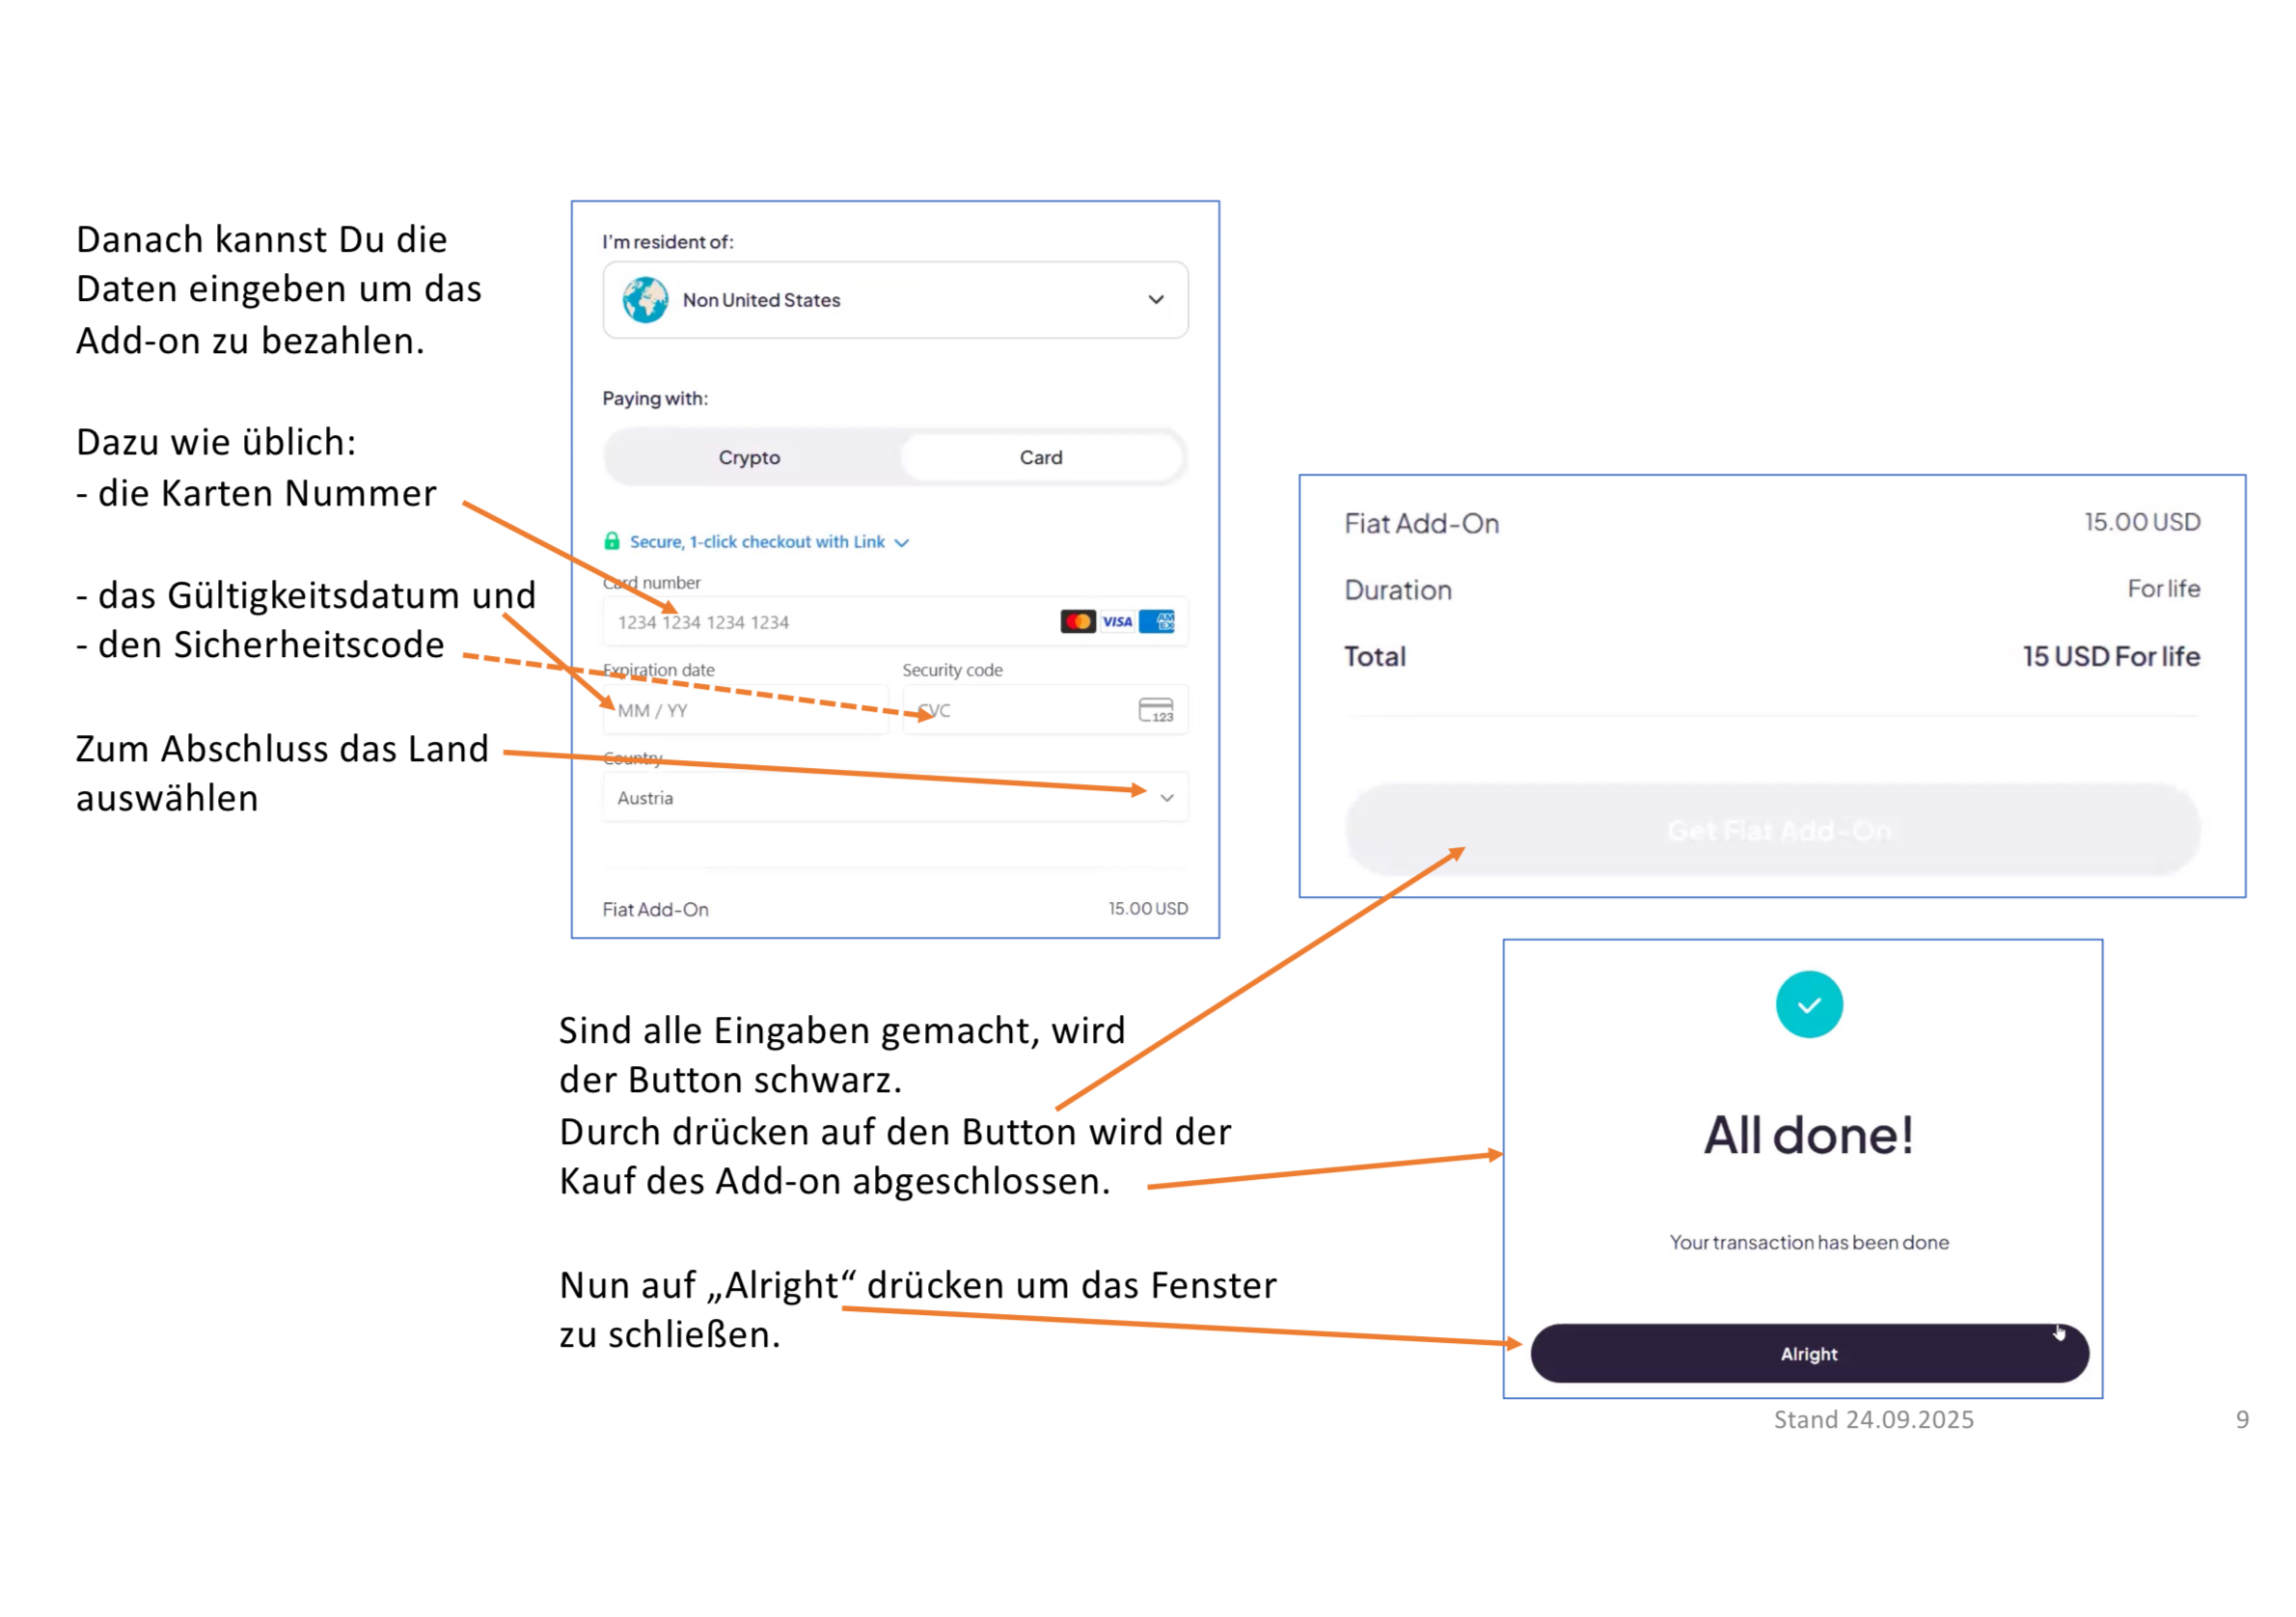 Danach kannst Du die
Daten eingeben um das
Add-on zu bezahlen.
Dazu wie üblich:
- die Karten Nummer
- das Gültigkeitsdatum und
- den Sicherheitscode
Zum Abschluss das Land
auswählen
I'm resident of:
Non United States
Paying with:
Crypto Card
Secure, 1-click checkout with Link
Card number
1234 1234 1234 1234 VISA AM EX
Expiration date Security code
MM / YY CVC 123
Country
Austria
Fiat Add-On 15.00 USD
Fiat Add-On 15.00 USD
Duration For life
Total 15 USD For life
Get Fiat Add-On
Sind alle Eingaben gemacht, wird
der Button schwarz.
Durch drücken auf den Button wird der
Kauf des Add-on abgeschlossen.
Nun auf „Alright“ drücken um das Fenster
zu schließen.
All done!
Your transaction has been done
Alright
Stand 24.09.2025 9